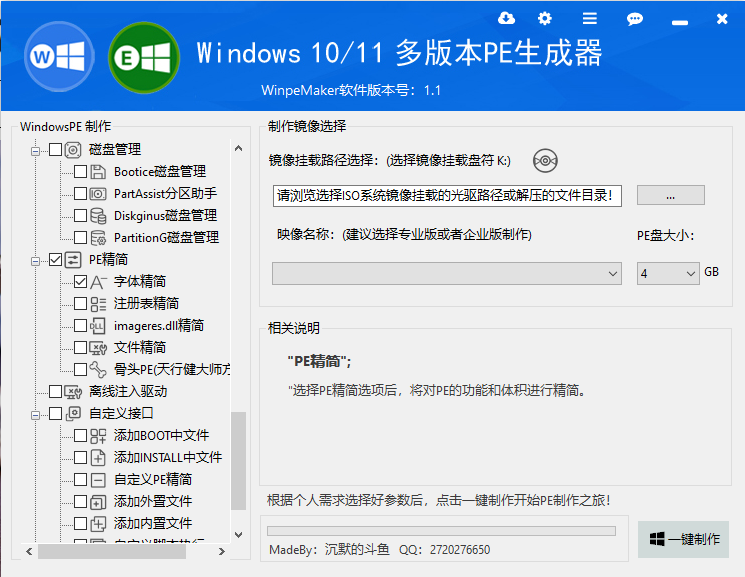 W
E
Windows 10/11 多版本PE生成器
WinpeMaker软件版本号：1.1
WindowsPE 制作
磁盘管理
Bootice磁盘管理
PartAssist分区助手
Diskginus磁盘管理
PartitionG磁盘管理
PE精简
字体精简
注册表精简
imageres.dll精简
文件精简
骨头PE(天行健大师方
离线注入驱动
自定义接口
添加BOOT中文件
添加INSTALL中文件
自定义PE精简
添加外置文件
添加内置文件
制作镜像选择
镜像挂载路径选择：(选择镜像挂载盘符 K:)
请浏览选择ISO系统镜像挂载的光驱路径或解压的文件目录！
...
映像名称：(建议选择专业版或者企业版制作)
PE盘大小：
4
GB
相关说明
"PE精简";
"选择PE精简选项后，将对PE的功能和体积进行精简。
根据个人需求选择好参数后，点击一键制作开始PE制作之旅！
MadeBy：沉默的斗鱼 QQ：2720276650
一键制作